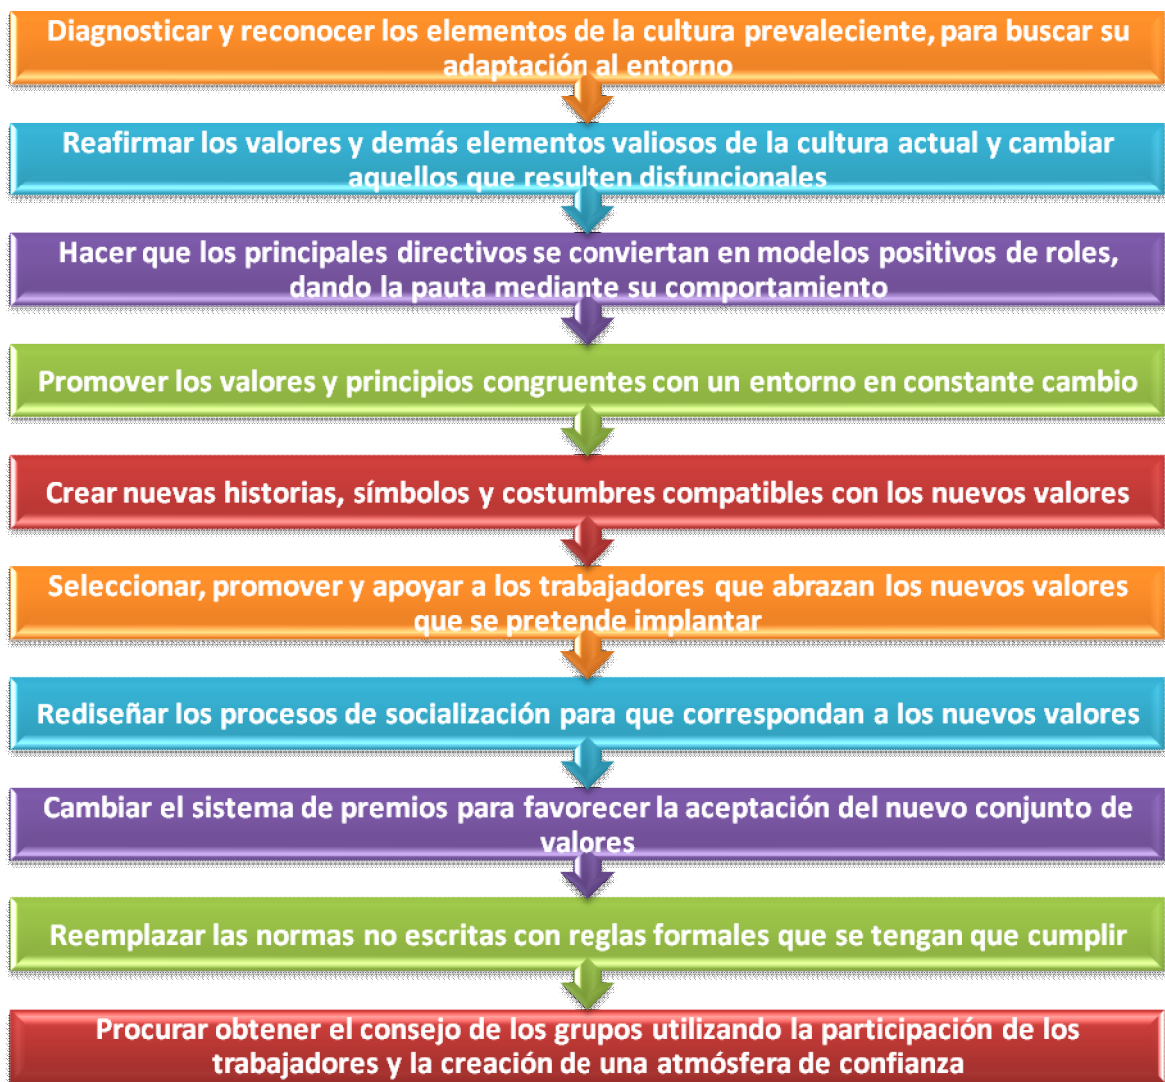 Diagnosticar y reconocer los elementos de la cultura prevaleciente, para buscar su
adaptación al entorno
Reafirmar los valores y demás elementos valiosos de la cultura actual y cambiar
aquellos que resulten disfuncionales
Hacer que los principales directivos se conviertan en modelos positivos de roles,
dando la pauta mediante su comportamiento
Promover los valores y principios congruentes con un entorno en constante cambio
Crear nuevas historias, símbolos y costumbres compatibles con los nuevos valores
Seleccionar, promover y apoyar a los trabajadores que abrazan los nuevos valores
que se pretende implantar
Rediseñar los procesos de socialización para que correspondan a los nuevos valores
Cambiar el sistema de premios para favorecer la aceptación del nuevo conjunto de
valores
Reemplazar las normas no escritas con reglas formales que se tengan que cumplir
Procurar obtener el consejo de los grupos utilizando la participación de los
trabajadores y la creación de una atmósfera de confianza